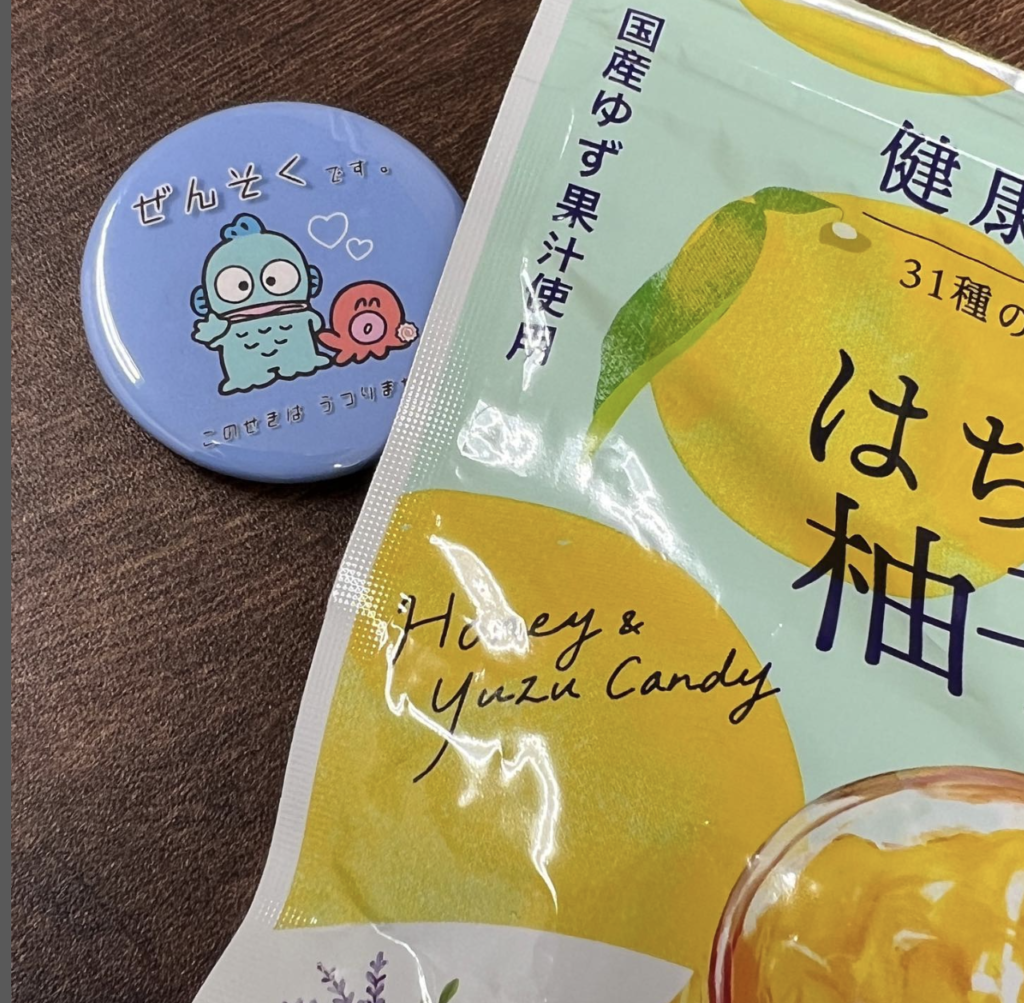 ぜんそくです。
このせきは うつりませ
国産ゆず果汁使用
健康
31種の
はち
柚子
Honey &
Yuzu Candy